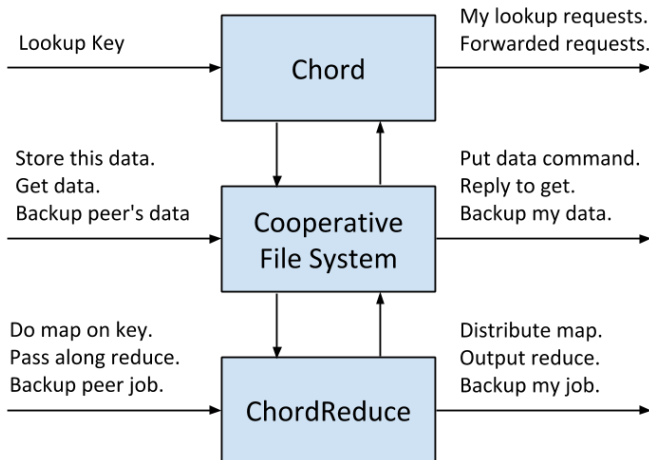 Lookup Key
Chord
My lookup requests.
Forwarded requests.
Store this data.
Get data.
Backup peer's data
Cooperative
File System
Put data command.
Reply to get.
Backup my data.
Do map on key.
Pass along reduce.
Backup peer job.
ChordReduce
Distribute map.
Output reduce.
Backup my job.